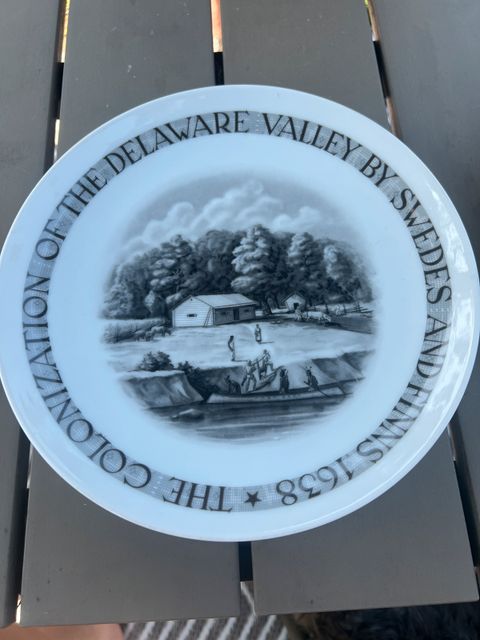 THE COLONIZATION OF THE DELAWARE VALLEY BY SWEDES AND FINNS 1638 ★